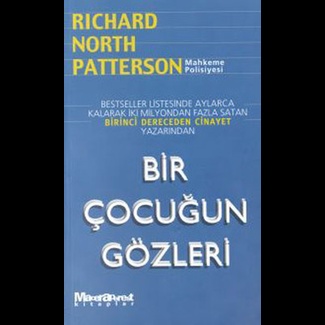 RICHARD
NORTH
PATTERSON
Mahkeme
Polisiyesi
BESTSELLER LİSTESİNDE AYLARCA
KALARAK İKİ MİLYONDAN FAZLA SATAN
BİRİNCİ DERECEDEN CİNAYET
YAZARINDAN
BİR
ÇOCUĞUN
GÖZLERİ
MaceraPerest
kitaplar